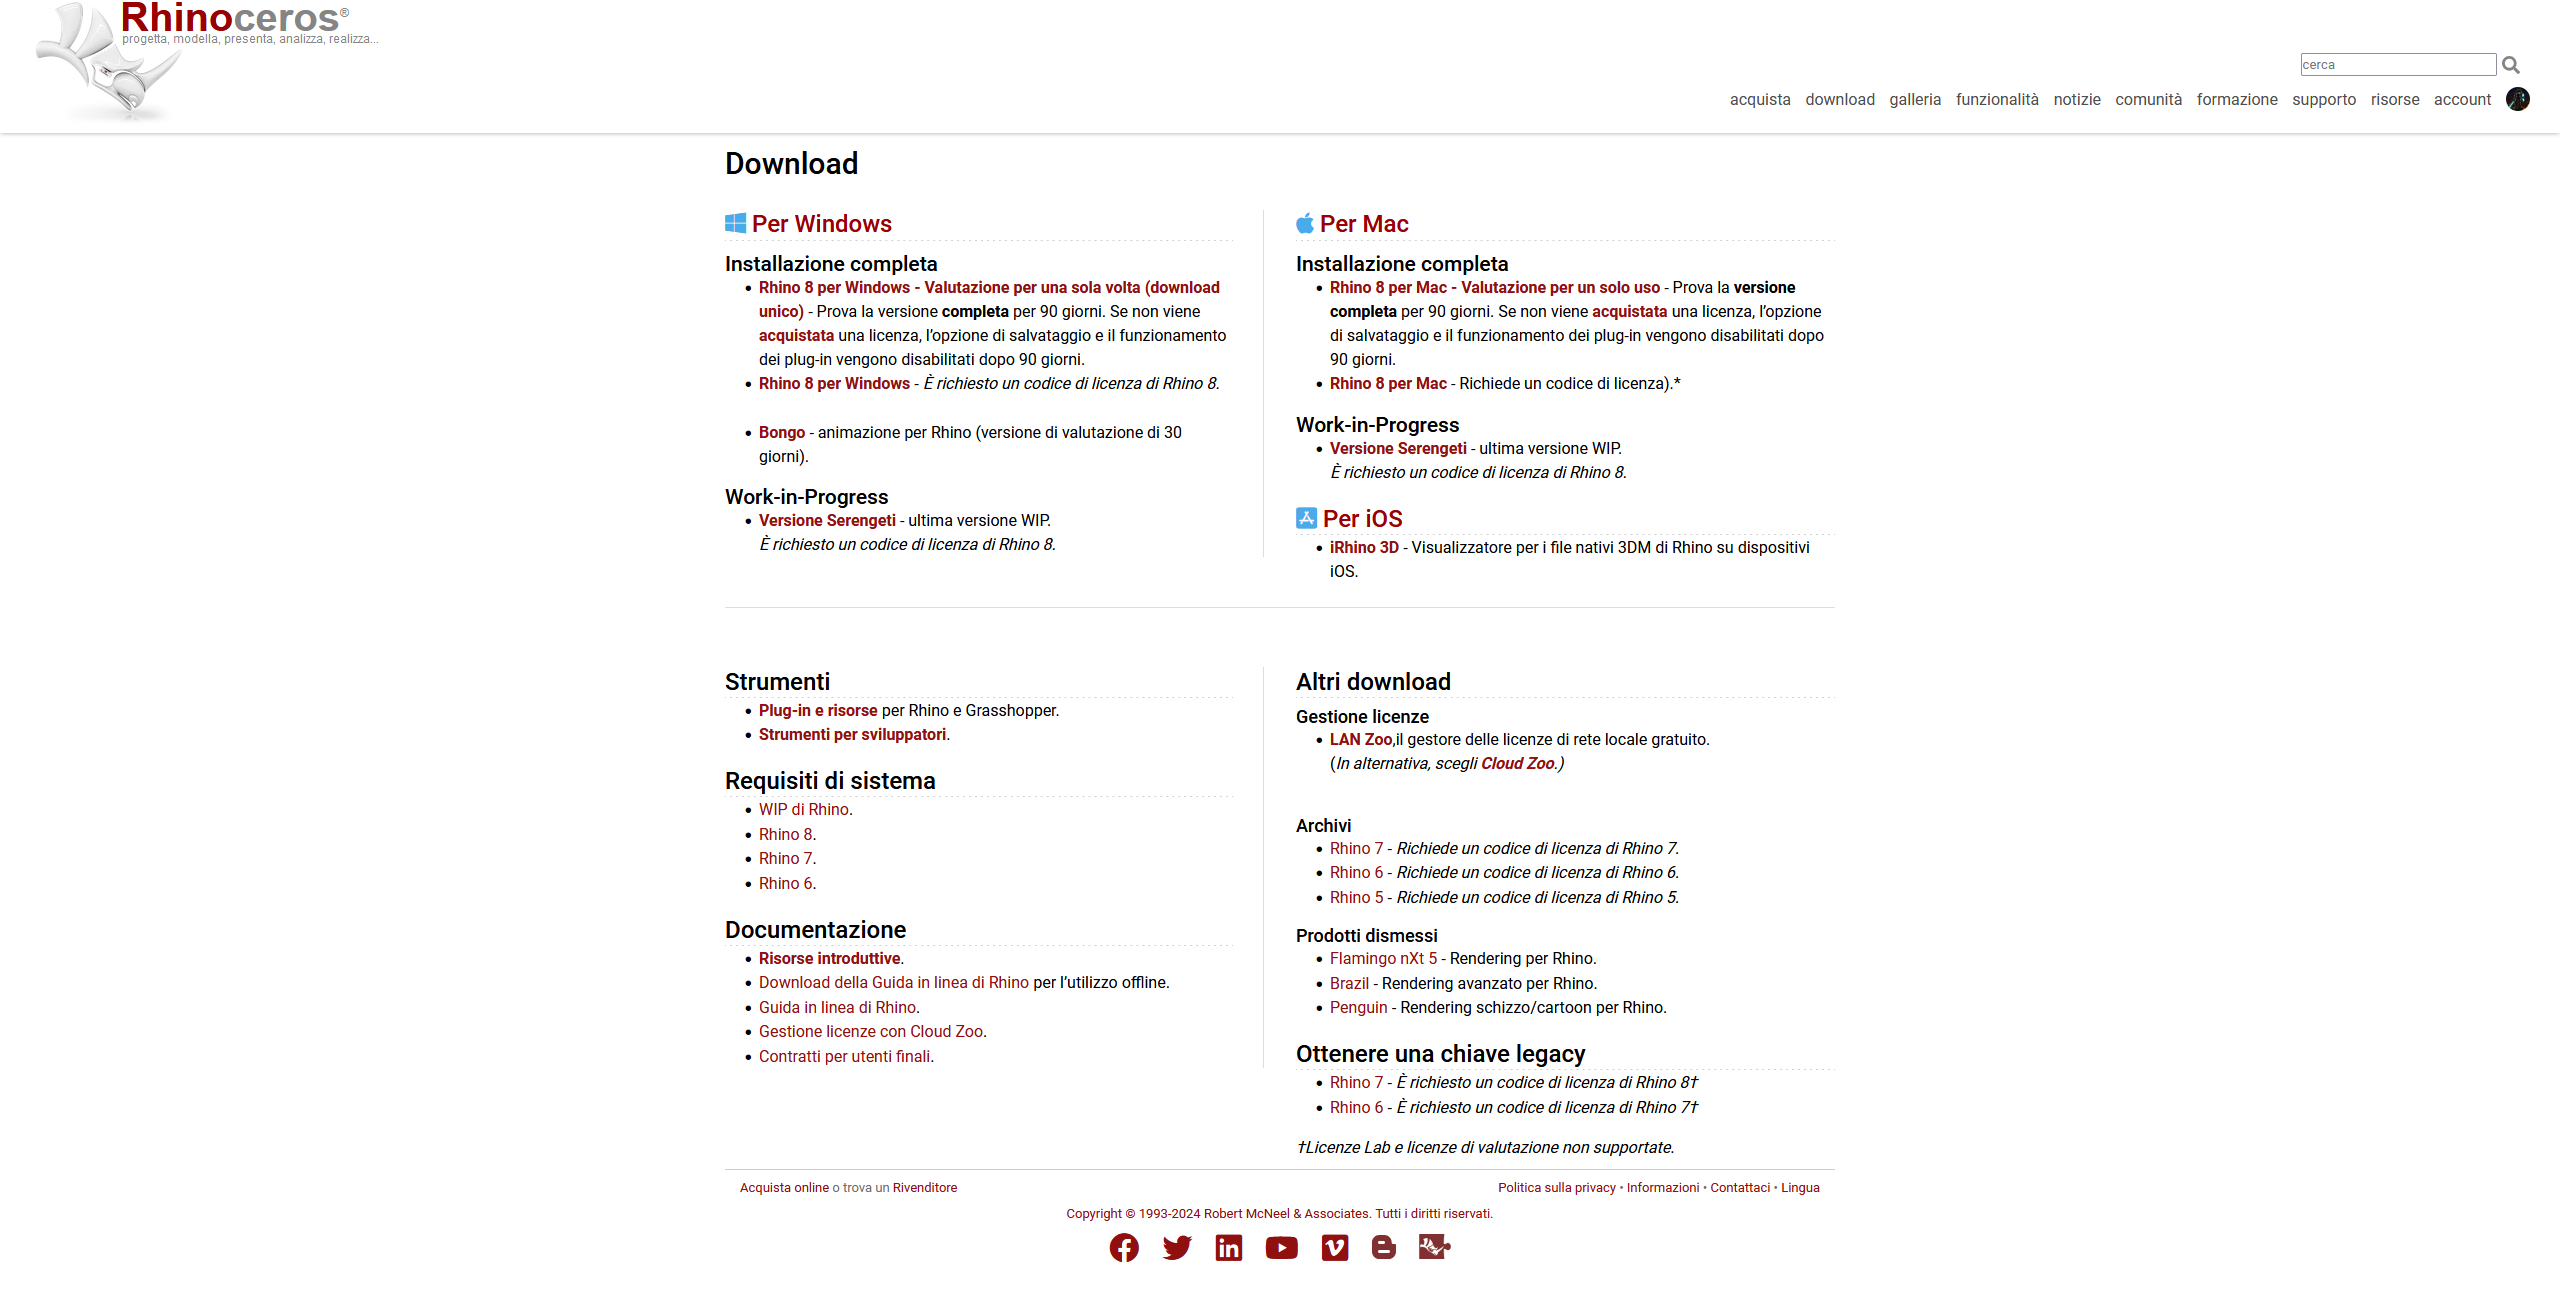 Rhinoceros®
progetta, modella, presenta, analizza, realizza...
cerca
acquista download galleria funzionalità notizie comunità formazione supporto risorse account
Download
Per Windows
Installazione completa
Rhino 8 per Windows - Valutazione per una sola volta (download
unico) - Prova la versione completa per 90 giorni. Se non viene
acquistata una licenza, l’opzione di salvataggio e il funzionamento
dei plug-in vengono disabilitati dopo 90 giorni.
Rhino 8 per Windows - È richiesto un codice di licenza di Rhino 8.
Bongo - animazione per Rhino (versione di valutazione di 30
giorni).
Work-in-Progress
Versione Serengeti - ultima versione WIP.
È richiesto un codice di licenza di Rhino 8.
Per Mac
Installazione completa
Rhino 8 per Mac - Valutazione per un solo uso - Prova la versione
completa per 90 giorni. Se non viene acquistata una licenza, l’opzione
di salvataggio e il funzionamento dei plug-in vengono disabilitati dopo
90 giorni.
Rhino 8 per Mac - Richiede un codice di licenza).*
Work-in-Progress
Versione Serengeti - ultima versione WIP.
È richiesto un codice di licenza di Rhino 8.
Per iOS
iRhino 3D - Visualizzatore per i file nativi 3DM di Rhino su dispositivi
iOS.
Strumenti
Plug-in e risorse per Rhino e Grasshopper.
Strumenti per sviluppatori.
Requisiti di sistema
WIP di Rhino.
Rhino 8.
Rhino 7.
Rhino 6.
Documentazione
Risorse introduttive.
Download della Guida in linea di Rhino per l’utilizzo offline.
Guida in linea di Rhino.
Gestione licenze con Cloud Zoo.
Contratti per utenti finali.
Altri download
Gestione licenze
LAN Zoo,il gestore delle licenze di rete locale gratuito.
(In alternativa, scegli Cloud Zoo.)
Archivi
Rhino 7 - Richiede un codice di licenza di Rhino 7.
Rhino 6 - Richiede un codice di licenza di Rhino 6.
Rhino 5 - Richiede un codice di licenza di Rhino 5.
Prodotti dismessi
Flamingo nXt 5 - Rendering per Rhino.
Brazil - Rendering avanzato per Rhino.
Penguin - Rendering schizzo/cartoon per Rhino.
Ottenere una chiave legacy
Rhino 7 - È richiesto un codice di licenza di Rhino 8†
Rhino 6 - È richiesto un codice di licenza di Rhino 7†
†Licenze Lab e licenze di valutazione non supportate.
Acquista online o trova un Rivenditore
Politica sulla privacy • Informazioni • Contattaci • Lingua
Copyright © 1993-2024 Robert McNeel & Associates. Tutti i diritti riservati.